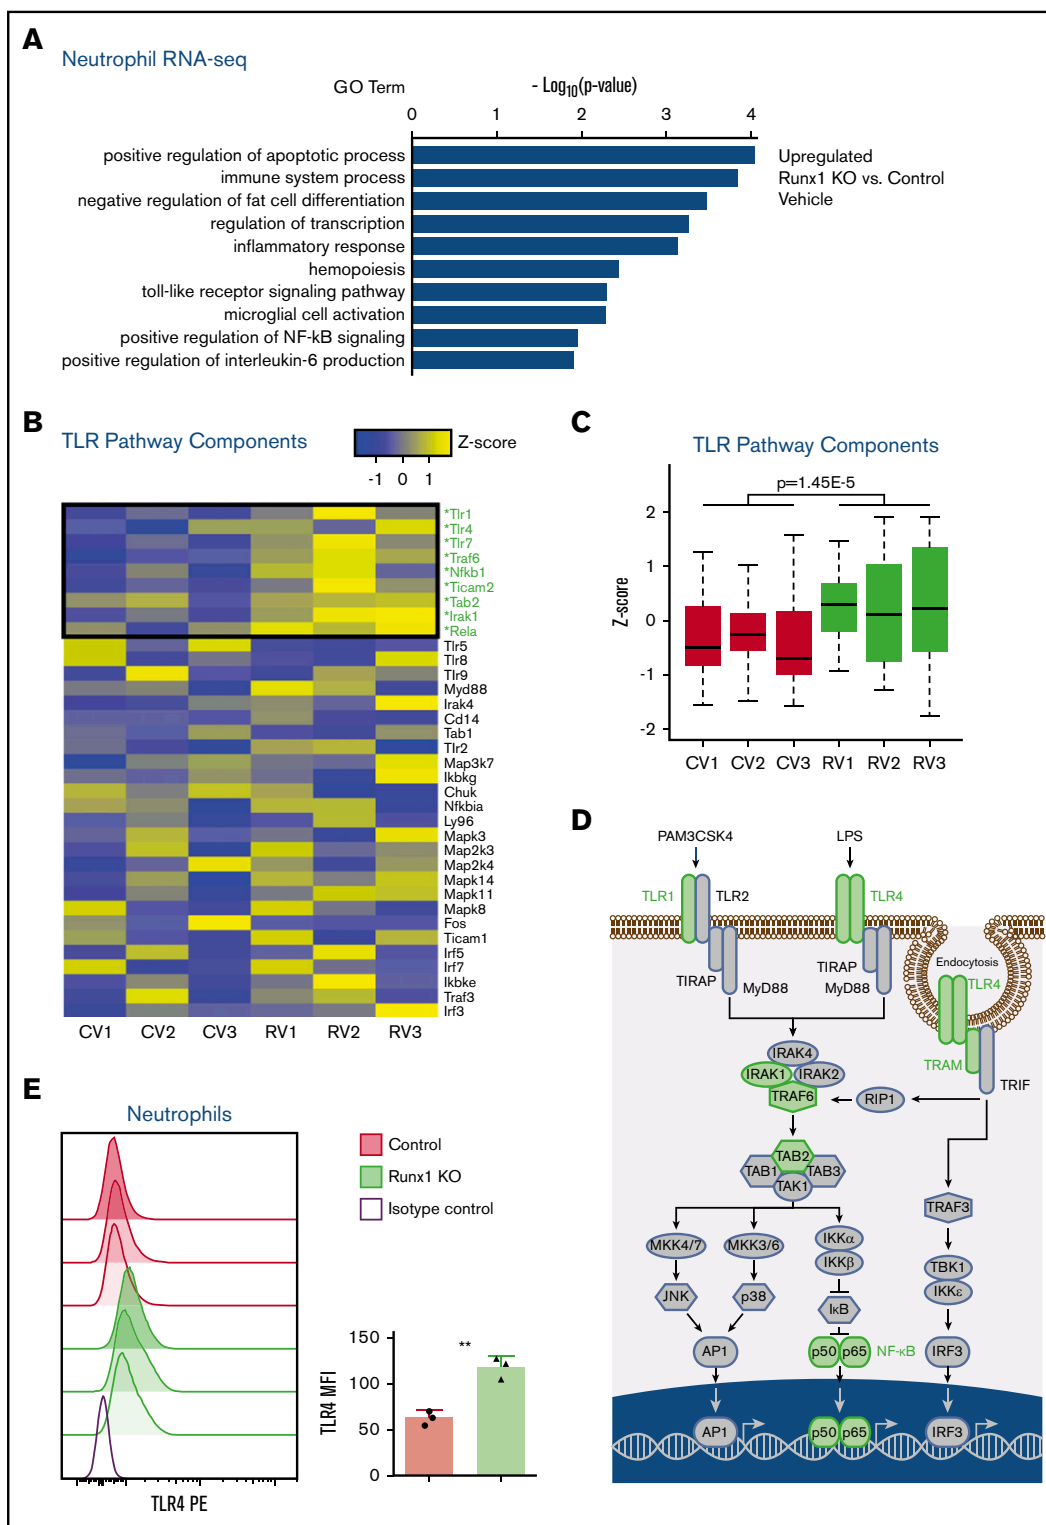 A
Neutrophil RNA-seq
GO Term
- Log10(p-value)
0 1 2 3 4
positive regulation of apoptotic process
immune system process
negative regulation of fat cell differentiation
regulation of transcription
inflammatory response
hemopoiesis
toll-like receptor signaling pathway
microglial cell activation
positive regulation of NF-kB signaling
positive regulation of interleukin-6 production
Upregulated
Runx1 KO vs. Control
Vehicle
B
TLR Pathway Components
Z-score
-1 0 1
*Tlr1
*Tlr4
*Tlr7
*Traf6
*Nfkb1
*Ticam2
*Tab2
*Irak1
*Rela
Tlr5
Tlr8
Tlr9
Myd88
Irak4
Cd14
Tab1
Tlr2
Map3k7
Ikbkg
Chuk
Nfkbia
Ly96
Mapk3
Map2k3
Map2k4
Mapk14
Mapk11
Mapk8
Fos
Ticam1
Irf5
Irf7
Ikbke
Traf3
Irf3
CV1 CV2 CV3 RV1 RV2 RV3
C
TLR Pathway Components
p=1.45E-5
Z-score
2
1
0
-1
-2
CV1 CV2 CV3 RV1 RV2 RV3
D
PAM3CSK4
LPS
TLR1
TLR2
TLR4
TIRAP
MyD88
TIRAP
MyD88
Endocytosis
TLR4
TRAM
TRIF
IRAK4
IRAK1
IRAK2
TRAF6
RIP1
TAB2
TAB1
TAB3
TAK1
TRAF3
MKK4/7
MKK3/6
IKKα
IKKβ
TBK1
IKKε
JNK
p38
IκB
AP1
p50
p65
NF-κB
IRF3
AP1
p50
p65
IRF3
E
Neutrophils
Control
Runx1 KO
Isotype control
TLR4 PE
TLR4 MFI
150
100
50
0
**